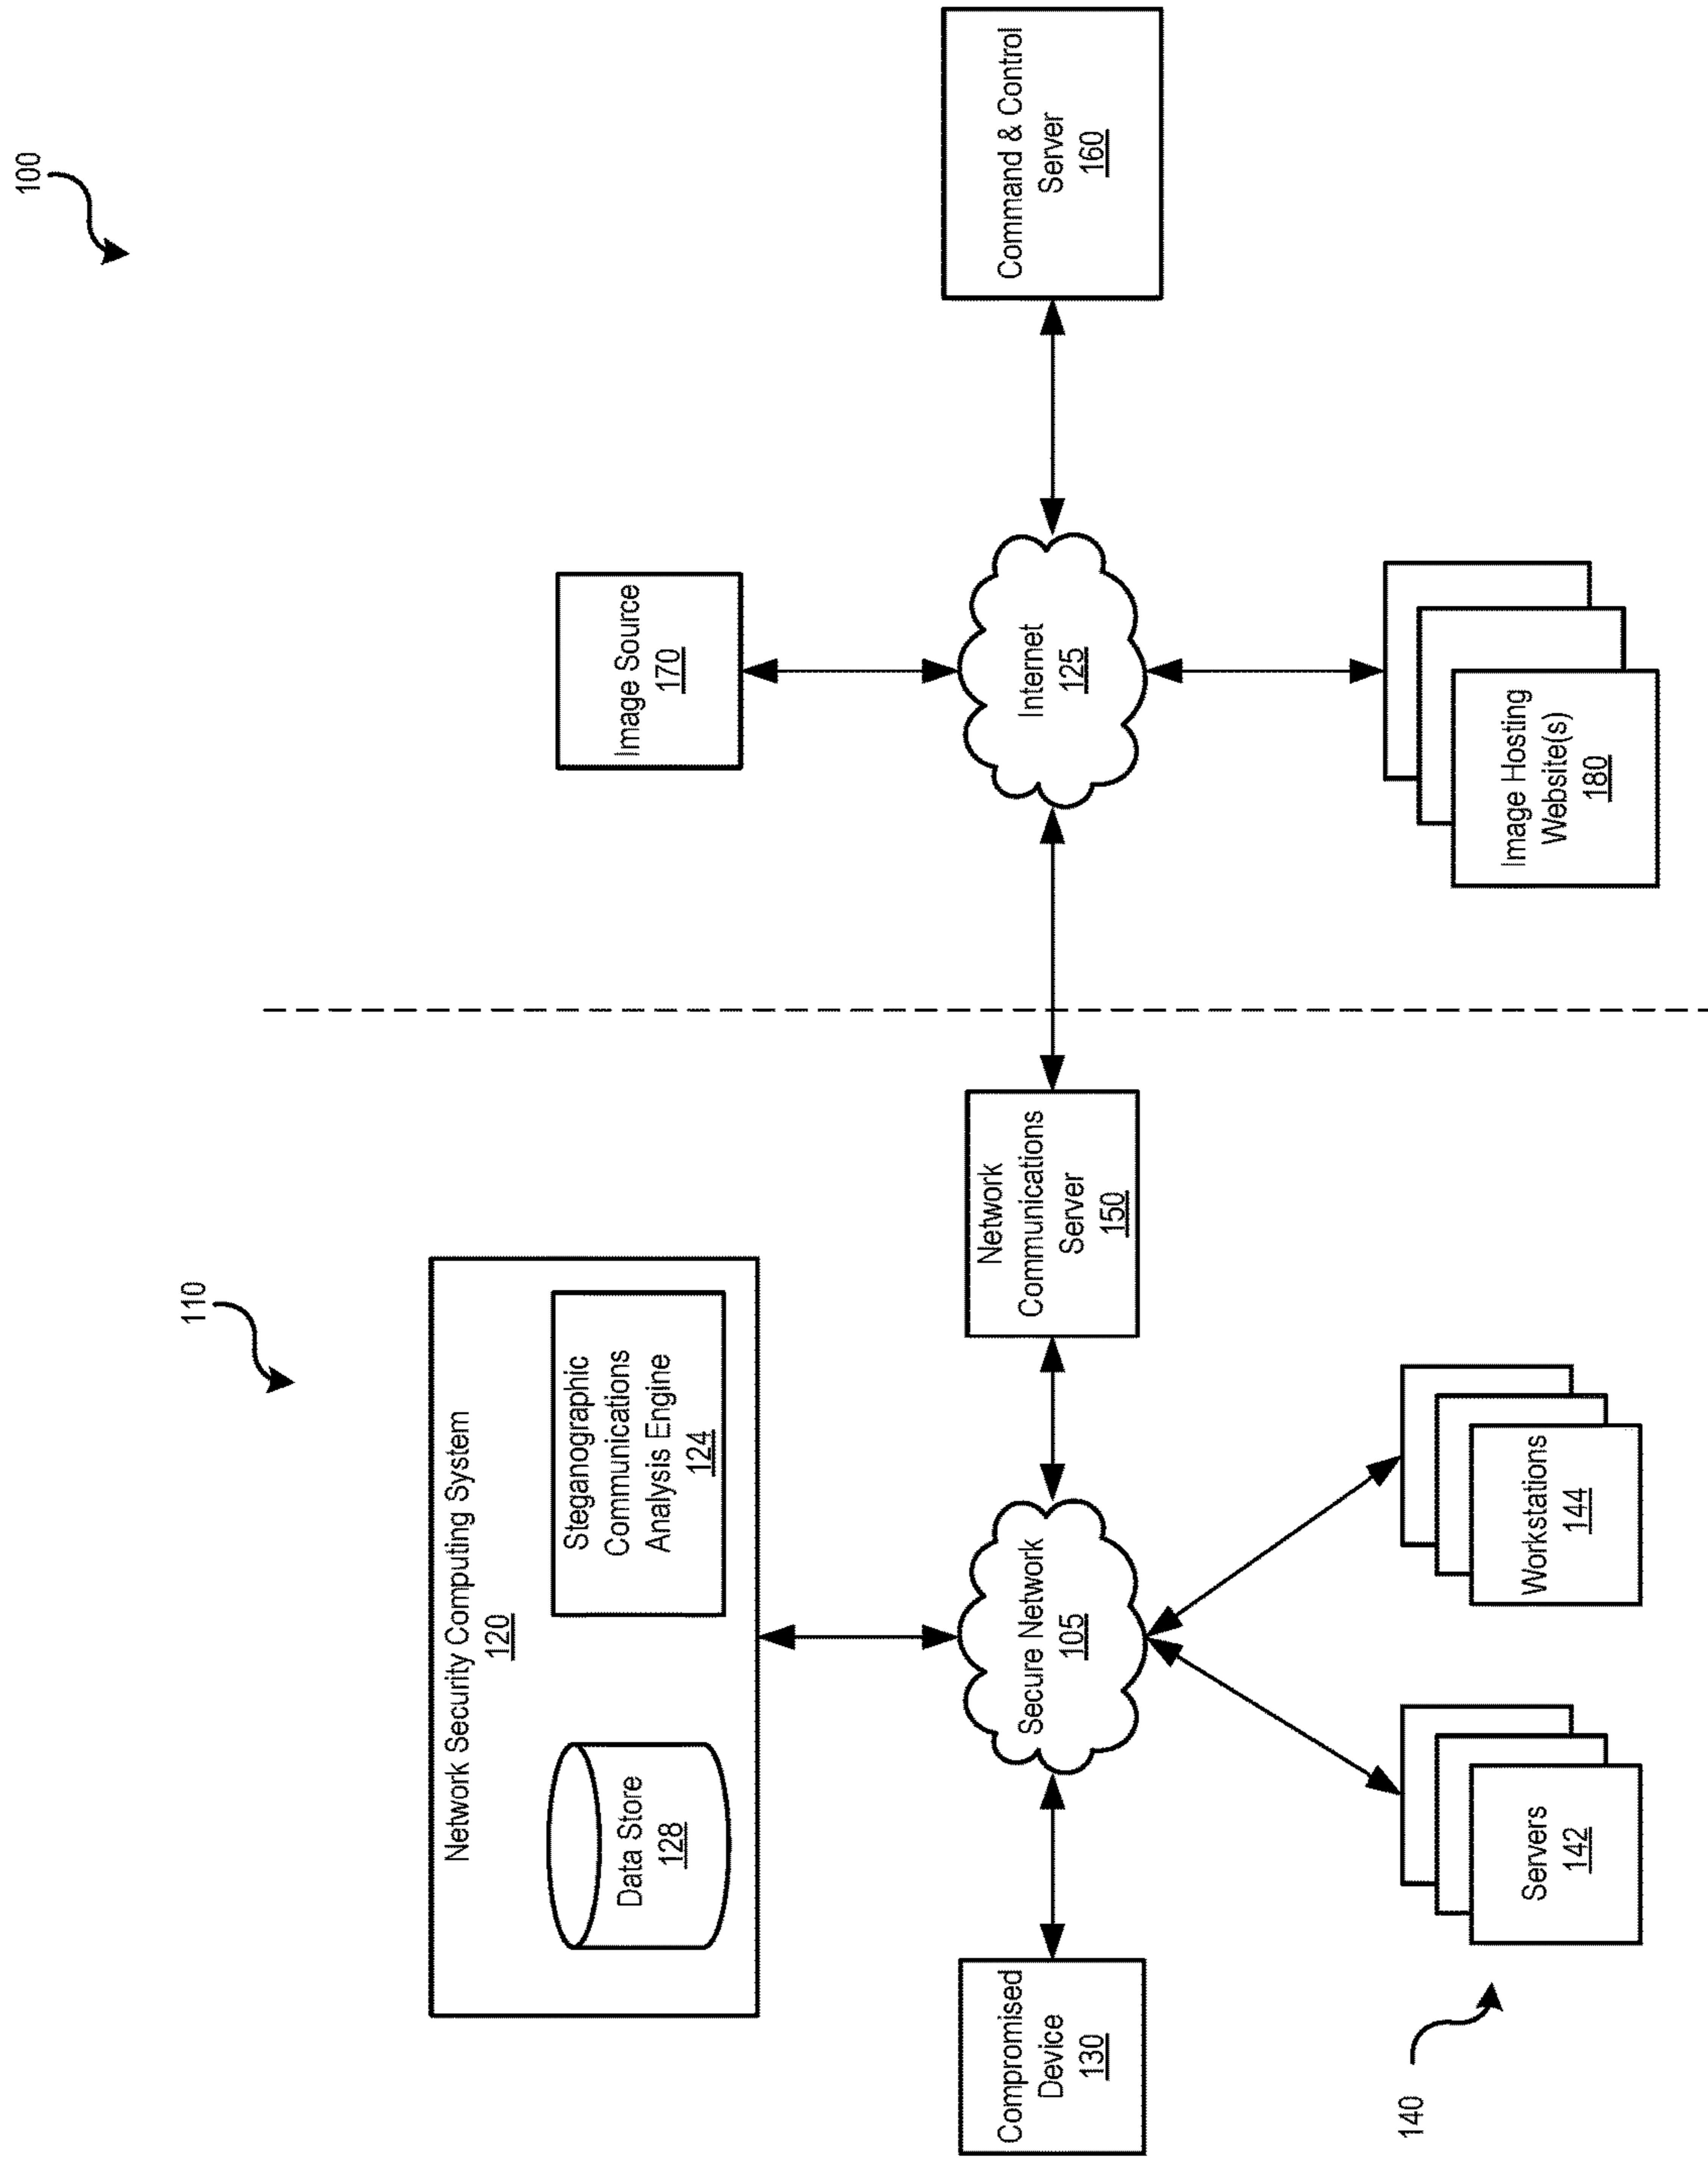 100
110
Network Security Computing System
120
Data Store
128
Steganographic
Communications
Analysis Engine
124
Image Source
170
Compromised
Device
130
Secure Network
105
Network
Communications
Server
150
Internet
125
Command & Control
Server
160
140
Servers
142
Workstations
144
Image Hosting
Website(s)
180